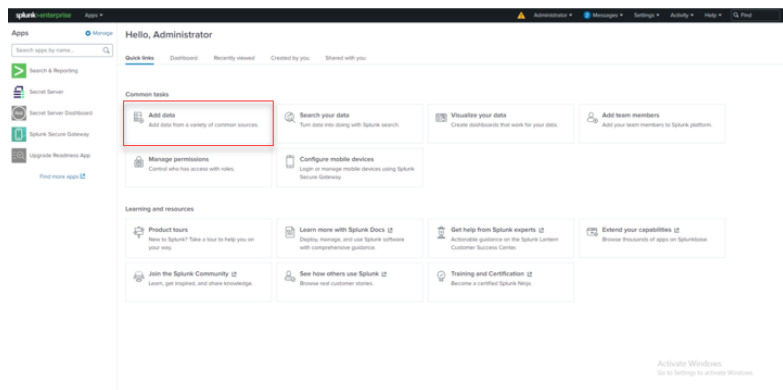 splunk>enterprise Apps
Administrator Messages Settings Activity Help Find
Apps Manage
Search apps by name...
Search & Reporting
Secret Server
Secret Server Dashboard
Splunk Secure Gateway
Upgrade Readiness App
Find more apps
Hello, Administrator
Quick links Dashboard Recently viewed Created by you Shared with you
Common tasks
Add data
Add data from a variety of common sources.
Search your data
Turn data into doing with Splunk search.
Visualize your data
Create dashboards that work for your data.
Add team members
Add your team members to Splunk platform.
Manage permissions
Control who has access with roles.
Configure mobile devices
Login or manage mobile devices using Splunk
Secure Gateway.
Learning and resources
Product tours
New to Splunk? Take a tour to help you on
your way.
Learn more with Splunk Docs
Deploy, manage, and use Splunk software
with comprehensive guidance.
Get help from Splunk experts
Actionable guidance on the Splunk Lantern
Customer Success Center.
Extend your capabilities
Browse thousands of apps on Splunkbase.
Join the Splunk Community
Learn, get inspired, and share knowledge.
See how others use Splunk
Browse real customer stories.
Training and Certification
Become a certified Splunk Ninja.
Activate Windows
Go to Settings to activate Windows.